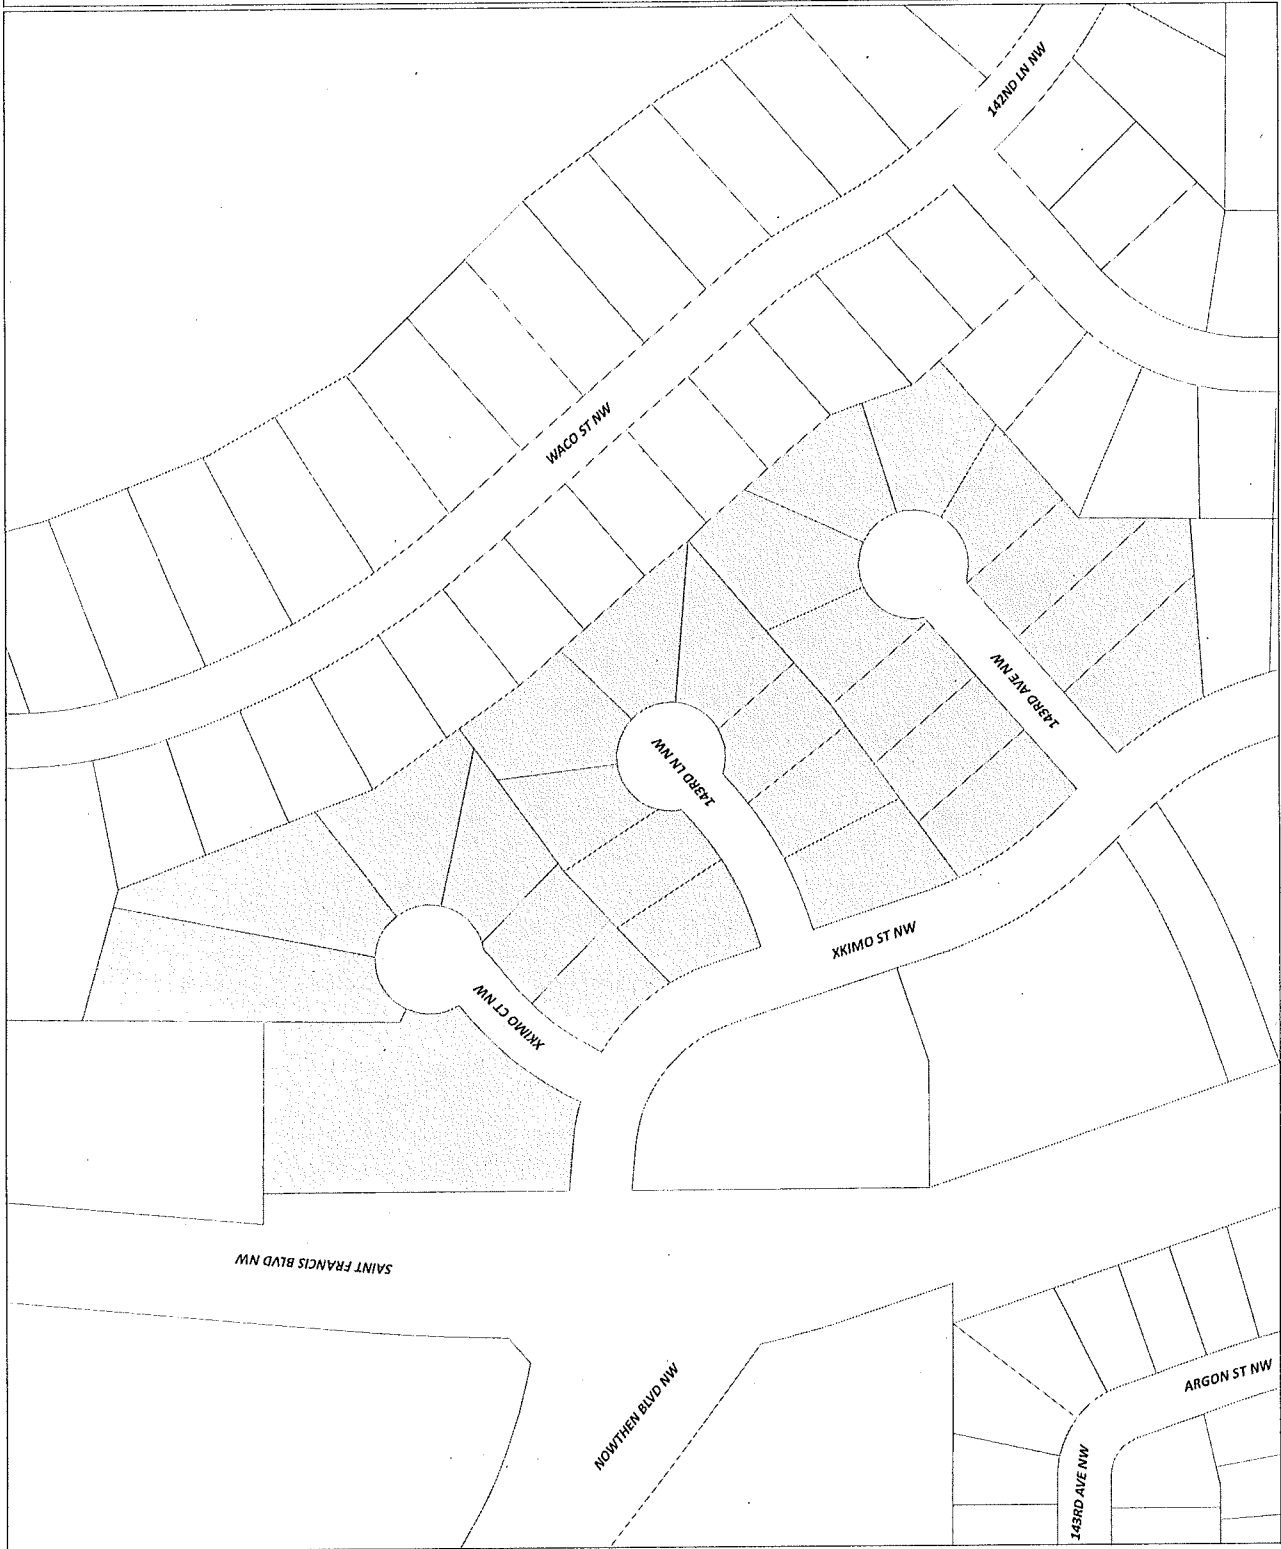 142ND LN NW
WACO ST NW
143RD AVE NW
143RD LN NW
XKIMO ST NW
XKIMO CT NW
SAINT FRANCIS BLVD NW
NOWTHEN BLVD NW
ARGON ST NW
143RD AVE NW